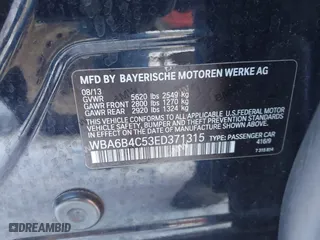 MFD BY BAYERISCHE MOTOREN WERKE AG
08/13
GVWR 5620 lbs 2549 kg
GAWR FRONT 2800 lbs 1270 kg
GAWR REAR 2920 lbs 1324 kg
THIS VEHICLE CONFORMS TO ALL APPLICABLE U.S. FEDERAL MOTOR
VEHICLE SAFETY, BUMPER, AND THEFT PREVENTION STANDARDS IN
EFFECT ON THE DATE OF MANUFACTURE SHOWN ABOVE.
WBA6B4C53ED371315 TYPE: PASSENGER CAR
416/9
DREAMBID